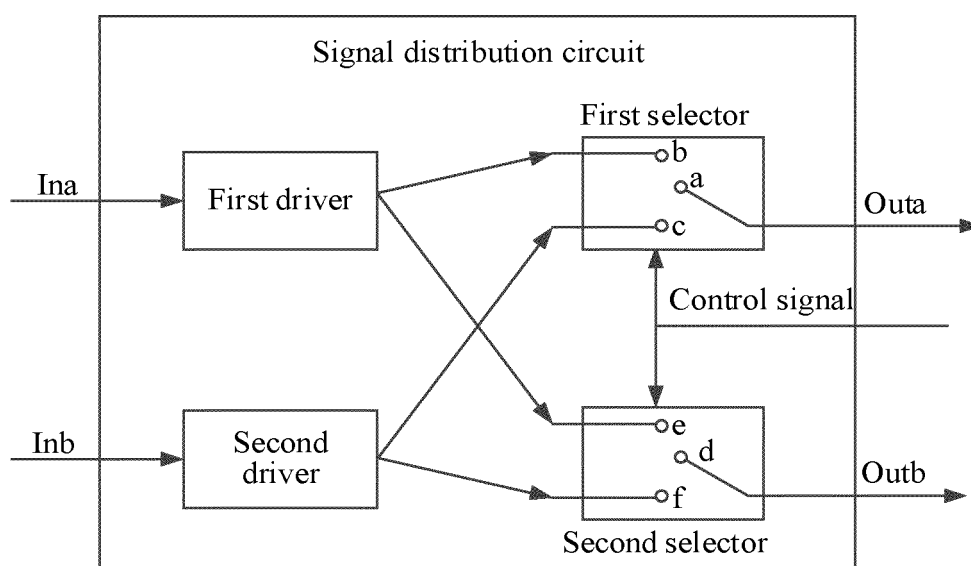 Signal distribution circuit
First selector
b
Ina
First driver
a
Outa
c
Control signal
e
Inb
Second
driver
d
Outb
f
Second selector